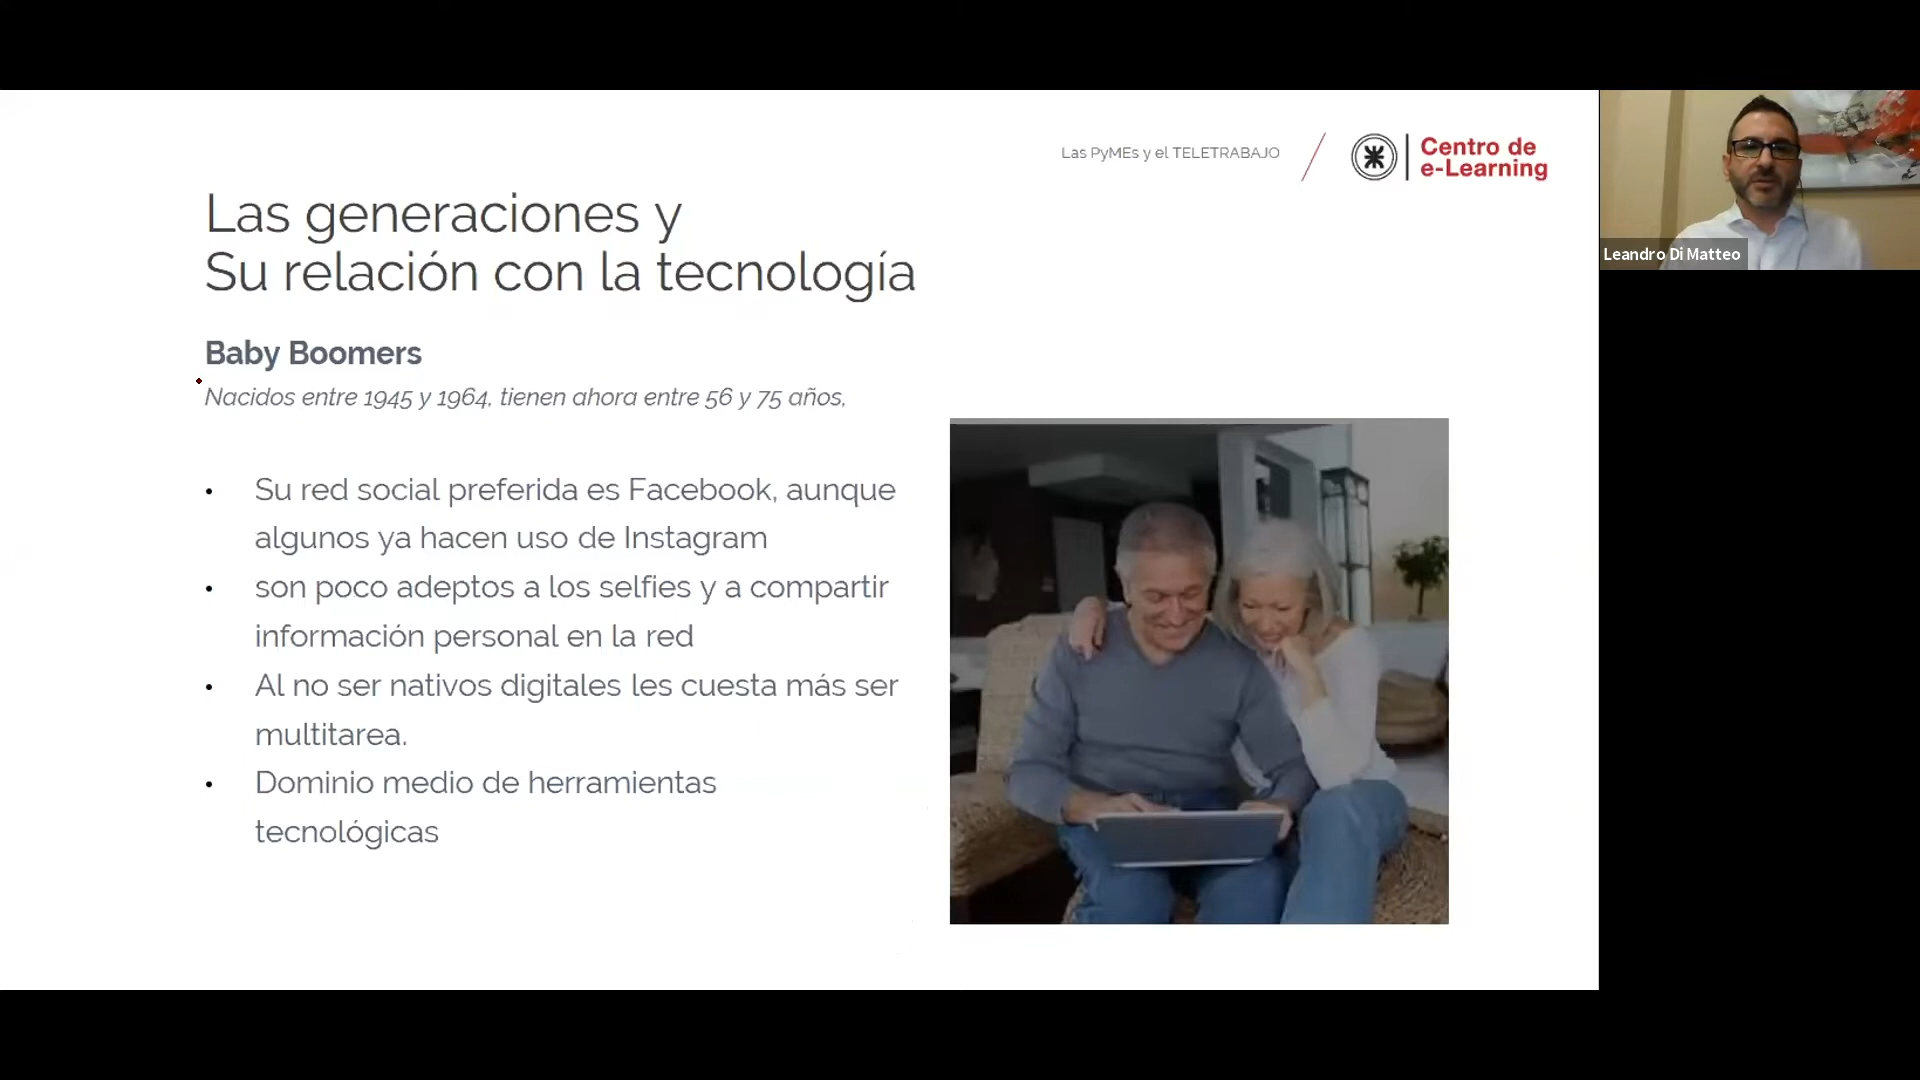 Las PyMEs y el TELETRABAJO
Centro de
e-Learning
Las generaciones y
Su relación con la tecnología
Baby Boomers
Nacidos entre 1945 y 1964, tienen ahora entre 56 y 75 años,
• Su red social preferida es Facebook, aunque
algunos ya hacen uso de Instagram
• son poco adeptos a los selfies y a compartir
información personal en la red
• Al no ser nativos digitales les cuesta más ser
multitarea.
• Dominio medio de herramientas
tecnológicas
Leandro Di Matteo